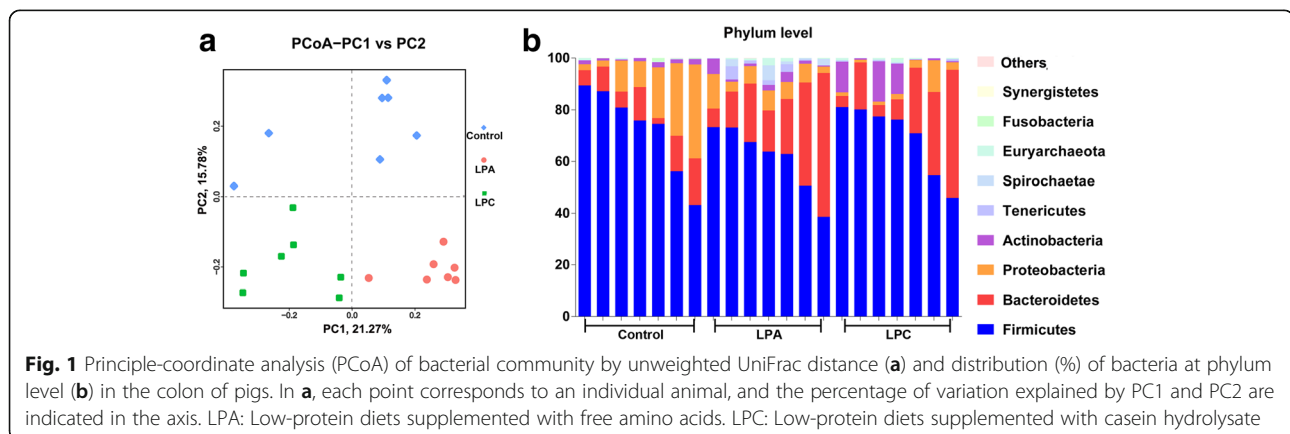 a
PCoA−PC1 vs PC2
PC2, 15.78%
0.2
0.0
−0.2
−0.2
0.0
0.2
PC1, 21.27%
Control
LPA
LPC
b
Phylum level
100
80
60
40
20
0
Control
LPA
LPC
Others
Synergistetes
Fusobacteria
Euryarchaeota
Spirochaetae
Tenericutes
Actinobacteria
Proteobacteria
Bacteroidetes
Firmicutes
Fig. 1 Principle-coordinate analysis (PCoA) of bacterial community by unweighted UniFrac distance (a) and distribution (%) of bacteria at phylum
level (b) in the colon of pigs. In a, each point corresponds to an individual animal, and the percentage of variation explained by PC1 and PC2 are
indicated in the axis. LPA: Low-protein diets supplemented with free amino acids. LPC: Low-protein diets supplemented with casein hydrolysate